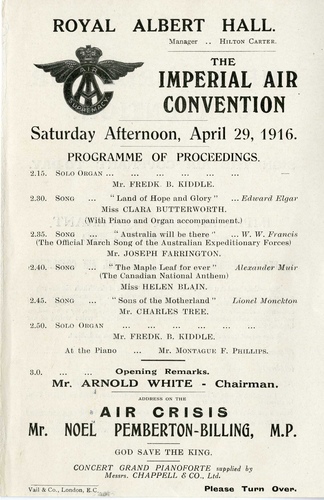 ROYAL ALBERT HALL.
Manager .. HILTON CARTER.
AIR
SUPREMACY
THE
IMPERIAL AIR
CONVENTION
Saturday Afternoon, April 29, 1916.
PROGRAMME OF PROCEEDINGS.
2.15. SOLO ORGAN ... ... ... ... ... ...
Mr. FREDK. B. KIDDLE.
2.30. SONG ... "Land of Hope and Glory" ... Edward Elgar
Miss CLARA BUTTERWORTH.
(With Piano and Organ accompaniment.)
2.35. SONG ... "Australia will be there" ... W. W. Francis
(The Official March Song of the Australian Expeditionary Forces)
Mr. JOSEPH FARRINGTON.
2.40. SONG ... "The Maple Leaf for ever" Alexander Muir
(The Canadian National Anthem)
Miss HELEN BLAIN.
2.45. SONG ... "Sons of the Motherland" Lionel Monckton
Mr. CHARLES TREE.
2.50. SOLO ORGAN ... ... ... ... ...
Mr. FREDK. B. KIDDLE.
At the Piano ... Mr. MONTAGUE F. PHILLIPS.
3.0. ... ... Opening Remarks.
Mr. ARNOLD WHITE - Chairman.
ADDRESS ON THE
AIR CRISIS
Mr. NOEL PEMBERTON-BILLING, M.P.
GOD SAVE THE KING.
CONCERT GRAND PIANOFORTE supplied by
Messrs. CHAPPELL & CO., Ltd.
Vail & Co., London, E.C. Please Turn Over.